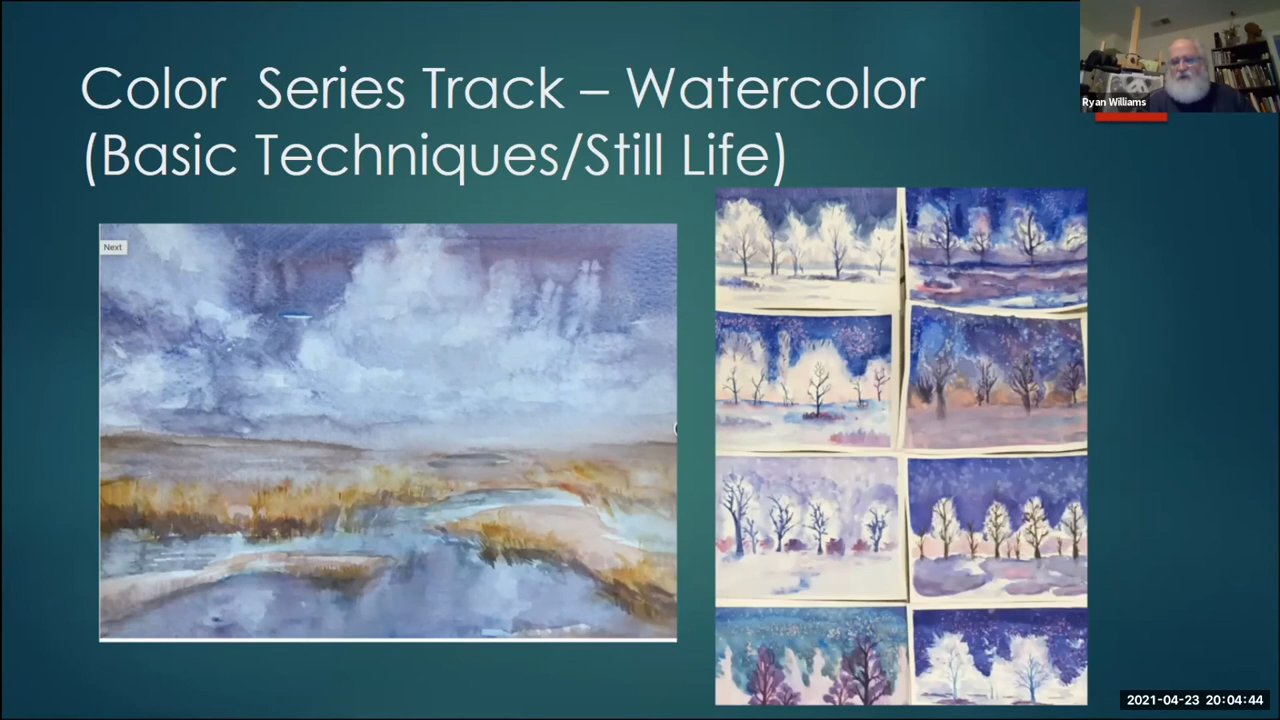 Color Series Track – Watercolor
(Basic Techniques/Still Life)
Ryan Williams
Next
2021-04-23 20:04:44